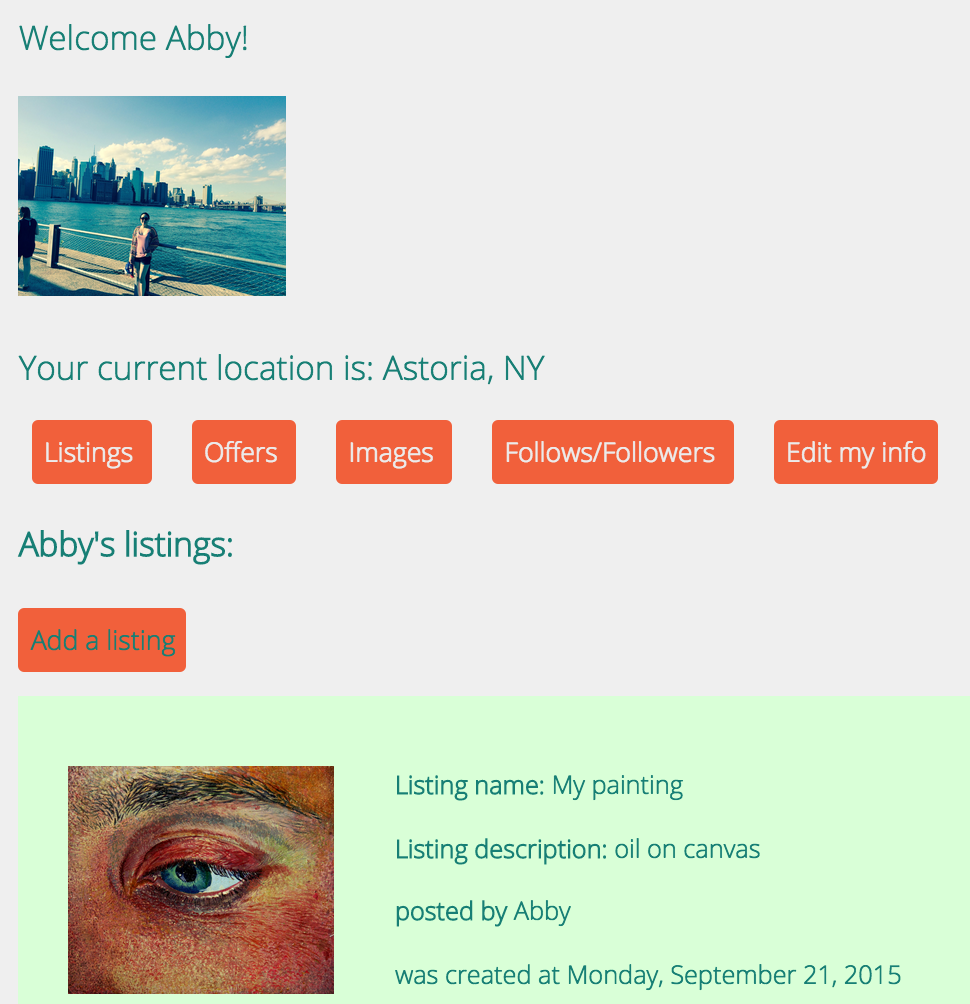 Welcome Abby!
Your current location is: Astoria, NY
Listings Offers Images Follows/Followers Edit my info
Abby's listings:
Add a listing
Listing name: My painting
Listing description: oil on canvas
posted by Abby
was created at Monday, September 21, 2015